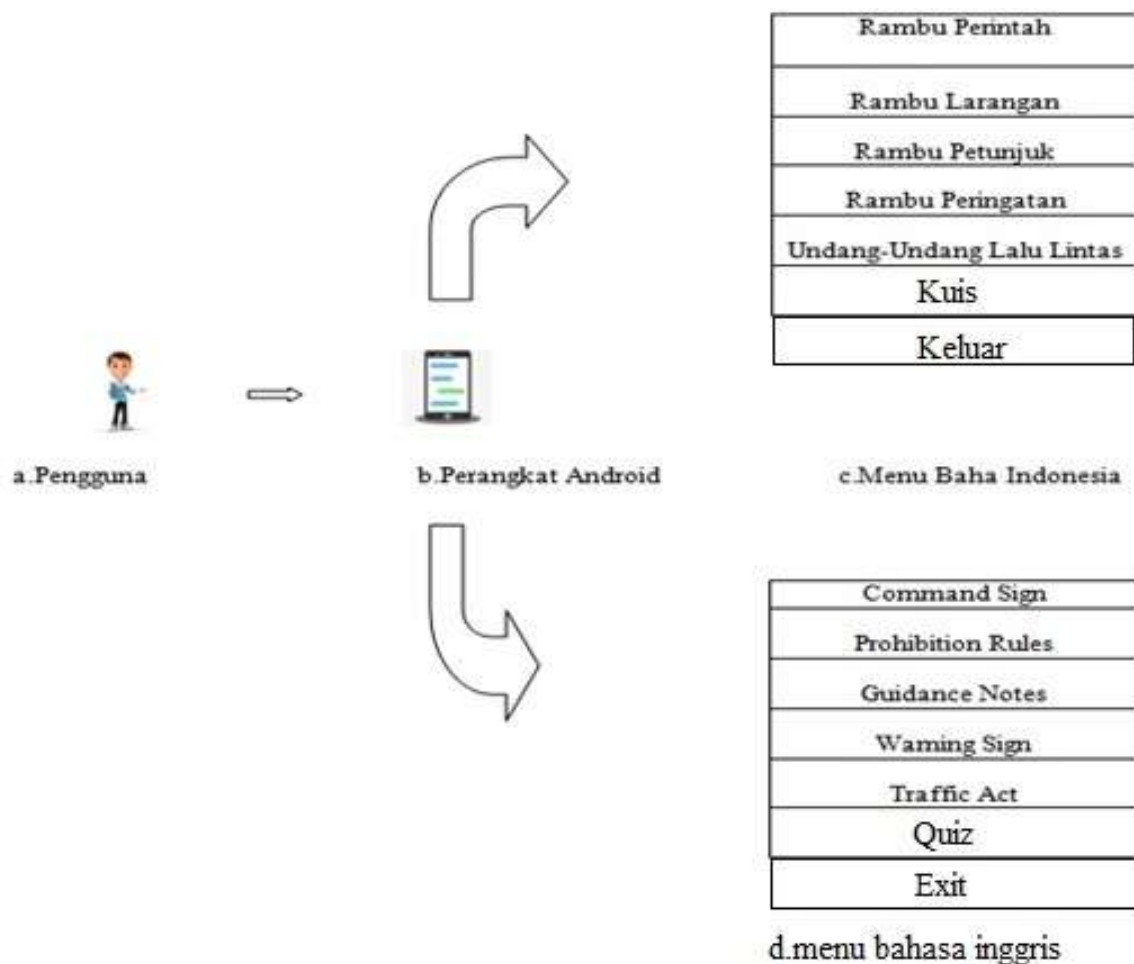 Rambu Perintah
Rambu Larangan
Rambu Petunjuk
Rambu Peringatan
Undang-Undang Lalu Lintas
Kuis
Keluar
a.Pengguna
b.Perangkat Android
c.Menu Baha Indonesia
Command Sign
Prohibition Rules
Guidance Notes
Warning Sign
Traffic Act
Quiz
Exit
d.menu bahasa inggris